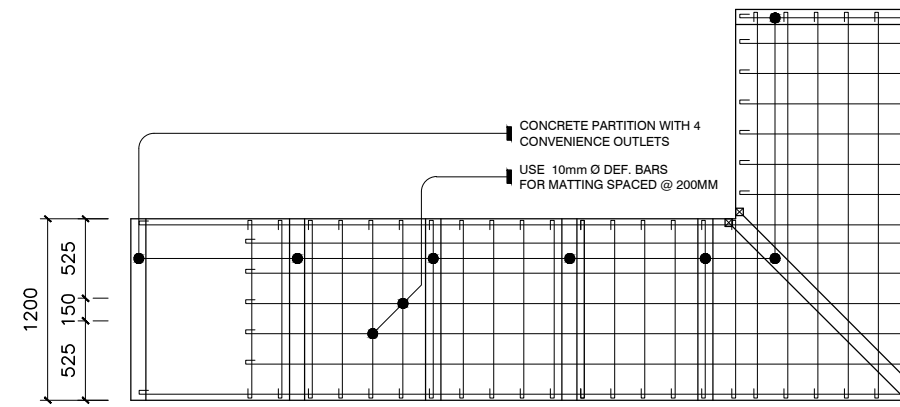 CONCRETE PARTITION WITH 4
CONVENIENCE OUTLETS
USE 10mm Ø DEF. BARS
FOR MATTING SPACED @ 200MM
1200
525
150
525